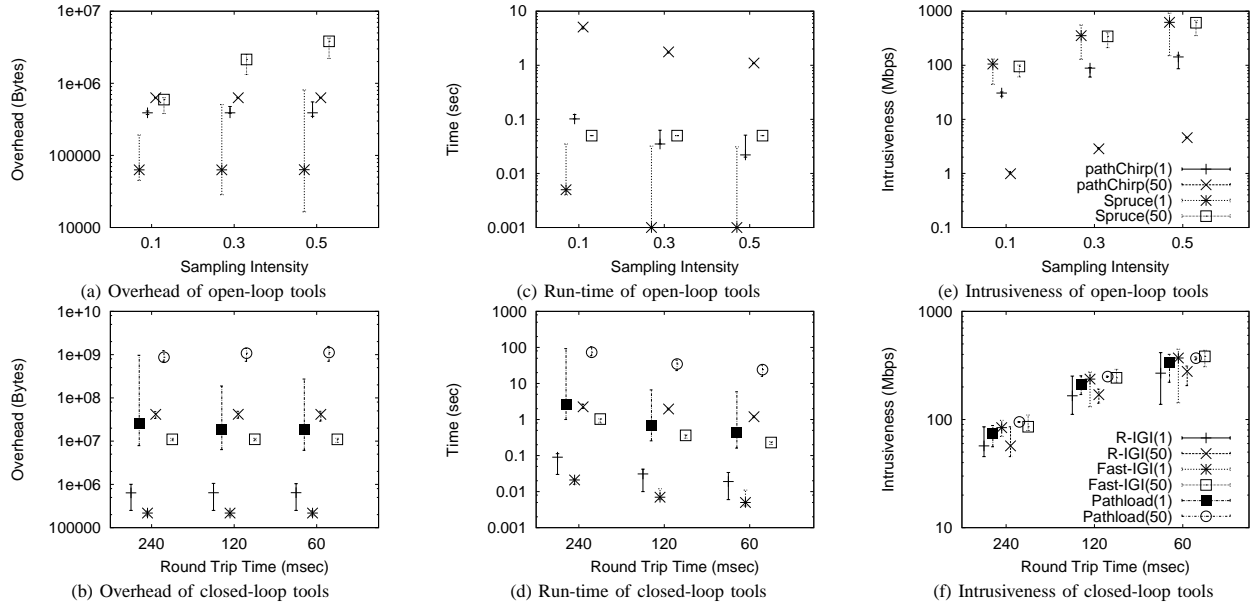 Overhead (Bytes)
1e+07
1e+06
100000
10000
0.1
0.3
0.5
Sampling Intensity
(a) Overhead of open-loop tools
Time (sec)
10
1
0.1
0.01
0.001
0.1
0.3
0.5
Sampling Intensity
(c) Run-time of open-loop tools
Intrusiveness (Mbps)
1000
100
10
1
0.1
pathChirp(1)
pathChirp(50)
Spruce(1)
Spruce(50)
0.1
0.3
0.5
Sampling Intensity
(e) Intrusiveness of open-loop tools
Overhead (Bytes)
1e+10
1e+09
1e+08
1e+07
1e+06
100000
240
120
60
Round Trip Time (msec)
(b) Overhead of closed-loop tools
Time (sec)
1000
100
10
1
0.1
0.01
0.001
240
120
60
Round Trip Time (msec)
(d) Run-time of closed-loop tools
Intrusiveness (Mbps)
1000
100
10
R-IGI(1)
R-IGI(50)
Fast-IGI(1)
Fast-IGI(50)
Pathload(1)
Pathload(50)
240
120
60
Round Trip Time (msec)
(f) Intrusiveness of closed-loop tools